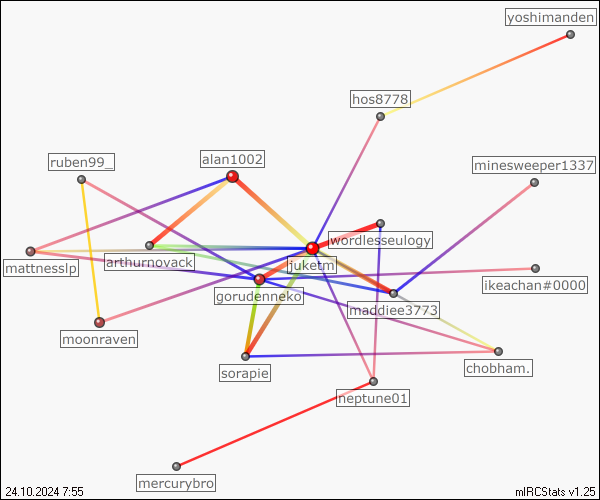 yoshimanden
hos8778
ruben99_
alan1002
minesweeper1337
wordlesseulogy
mattnesslp
arthurnovack
juketm
gorudenneko
ikeachan#0000
maddiee3773
moonraven
sorapie
chobham.
neptune01
mercurybro
24.10.2024 7:55
mIRCStats v1.25